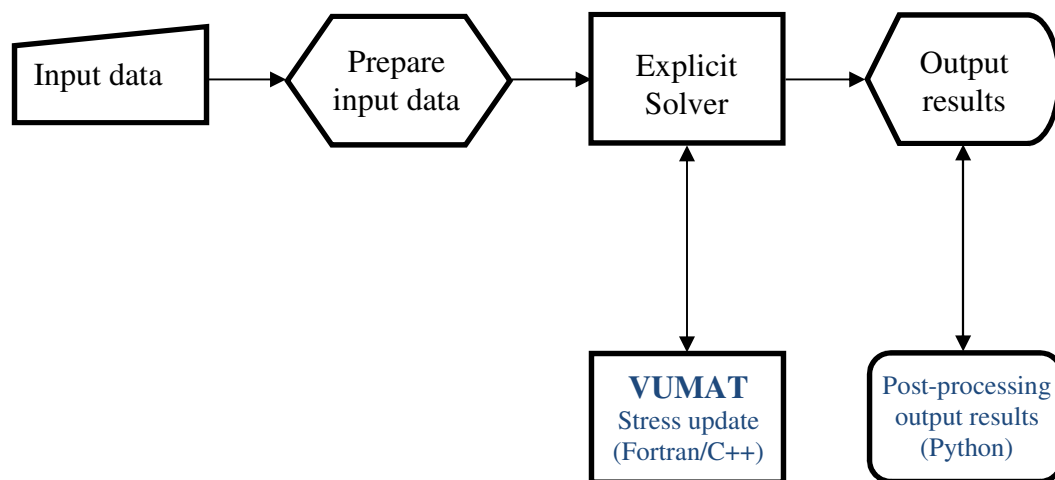 Input data
Prepare
input data
Explicit
Solver
Output
results
VUMAT
Stress update
(Fortran/C++)
Post-processing
output results
(Python)